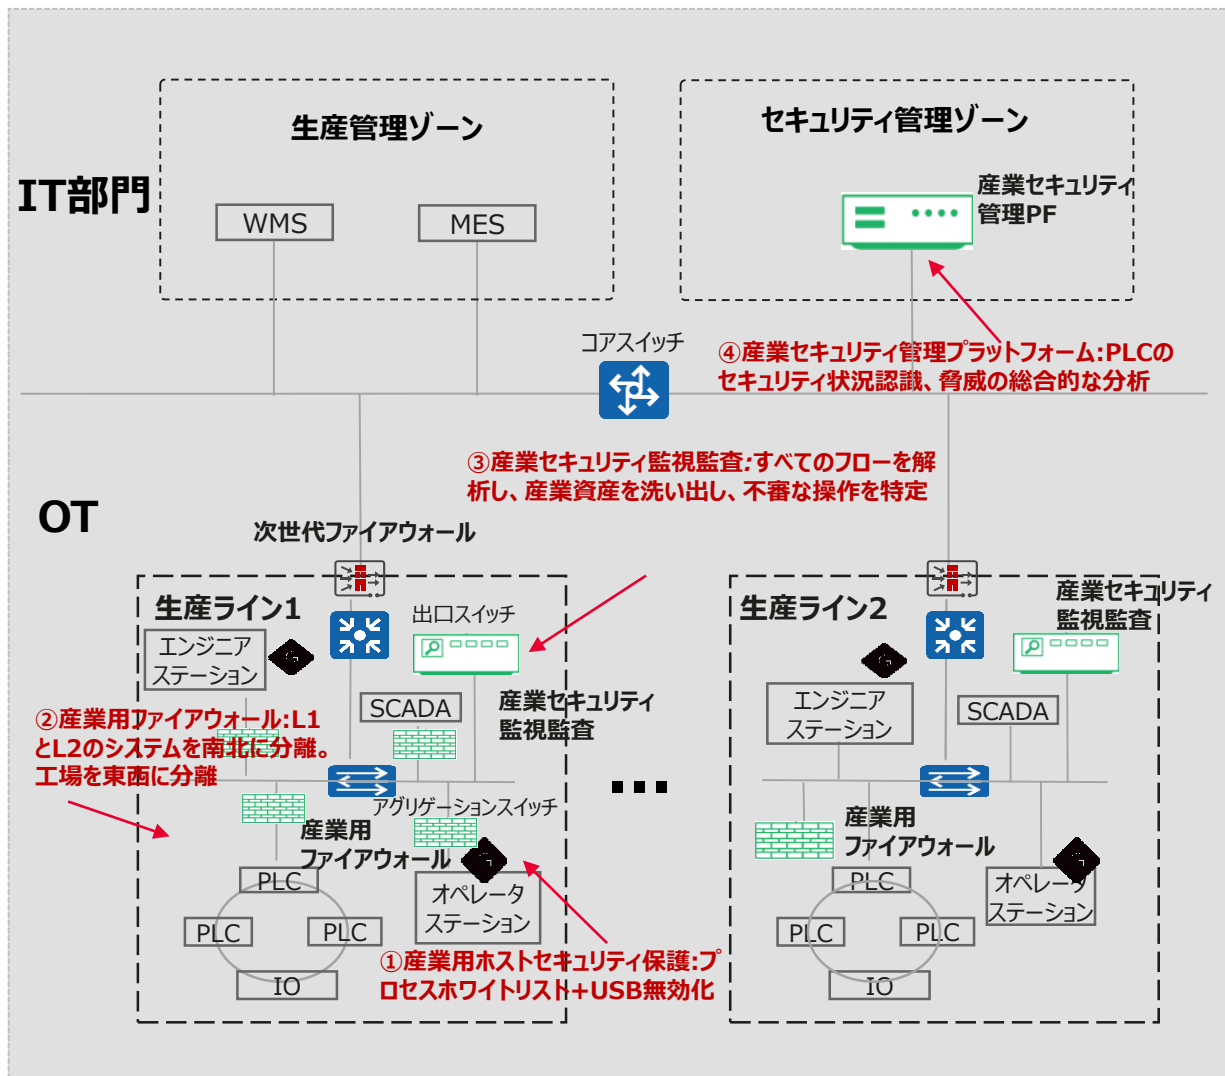 生産管理ゾーン
セキュリティ管理ゾーン
IT部門
産業セキュリティ
管理PF
WMS
MES
コアスイッチ
④産業セキュリティ管理プラットフォーム:PLCの
セキュリティ状況認識、脅威の総合的な分析
③産業セキュリティ監視監査:すべてのフローを解
析し、産業資産を洗い出し、不審な操作を特定
OT
次世代ファイアウォール
生産ライン1
出口スイッチ
エンジニア
ステーション
SCADA
産業セキュリティ
監視監査
②産業用ファイアウォール:L1
とL2のシステムを南北に分離。
工場を東西に分離
アグリゲーションスイッチ
産業用
ファイアウォール
PLC
PLC
PLC
IO
オペレータ
ステーション
①産業用ホストセキュリティ保護:プ
ロセスホワイトリスト+USB無効化
生産ライン2
産業セキュリティ
監視監査
エンジニア
ステーション
SCADA
産業用
ファイアウォール
PLC
PLC
PLC
IO
オペレータ
ステーション